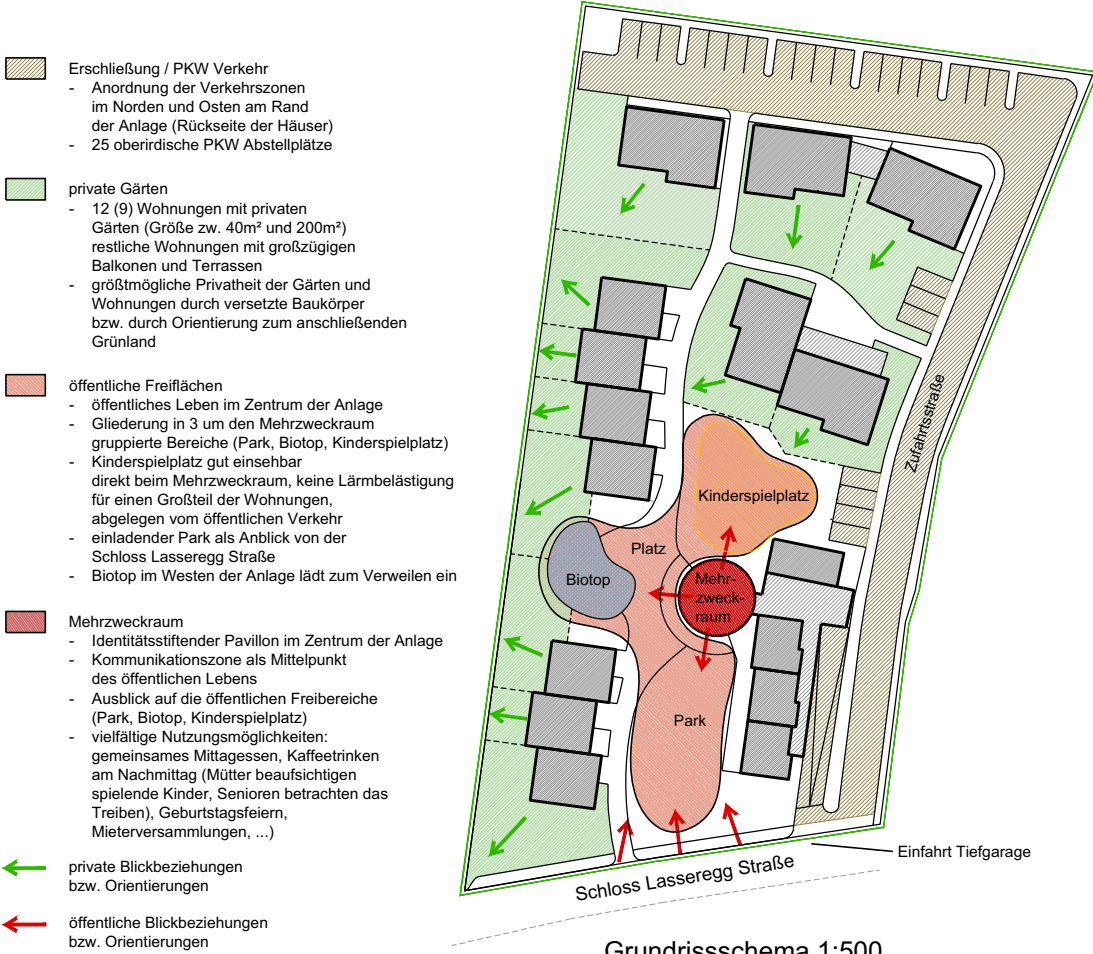 Erschließung / PKW Verkehr
- Anordnung der Verkehrszonen
im Norden und Osten am Rand
der Anlage (Rückseite der Häuser)
- 25 oberirdische PKW Abstellplätze
private Gärten
- 12 (9) Wohnungen mit privaten
Gärten (Größe zw. 40m² und 200m²)
restliche Wohnungen mit großzügigen
Balkonen und Terrassen
- größtmögliche Privatheit der Gärten und
Wohnungen durch versetzte Baukörper
bzw. durch Orientierung zum anschließenden
Grünland
öffentliche Freiflächen
- öffentliches Leben im Zentrum der Anlage
- Gliederung in 3 um den Mehrzweckraum
gruppierte Bereiche (Park, Biotop, Kinderspielplatz)
- Kinderspielplatz gut einsehbar
direkt beim Mehrzweckraum, keine Lärmbelästigung
für einen Großteil der Wohnungen,
abgelegen vom öffentlichen Verkehr
- einladender Park als Anblick von der
Schloss Lasseregg Straße
- Biotop im Westen der Anlage lädt zum Verweilen ein
Mehrzweckraum
- Identitätsstiftender Pavillon im Zentrum der Anlage
- Kommunikationszone als Mittelpunkt
des öffentlichen Lebens
- Ausblick auf die öffentlichen Freibereiche
(Park, Biotop, Kinderspielplatz)
- vielfältige Nutzungsmöglichkeiten:
gemeinsames Mittagessen, Kaffeetrinken
am Nachmittag (Mütter beaufsichtigen
spielende Kinder, Senioren betrachten das
Treiben), Geburtstagsfeiern,
Mieterversammlungen, ...)
private Blickbeziehungen
bzw. Orientierungen
öffentliche Blickbeziehungen
bzw. Orientierungen
Zufahrtsstraße
Kinderspielplatz
Platz
Biotop
Mehr-
zweck-
raum
Park
Einfahrt Tiefgarage
Schloss Lasseregg Straße
Grundrissschema 1:500